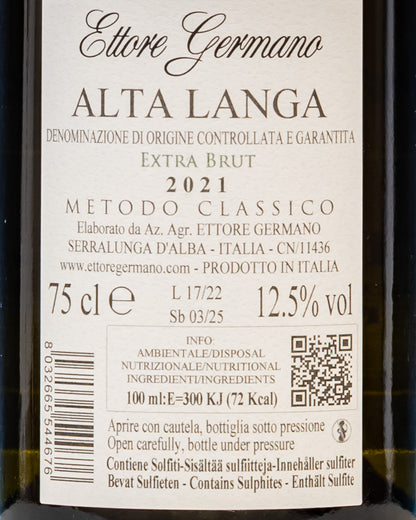 Ettore Germano
ALTA LANGA
DENOMINAZIONE DI ORIGINE CONTROLLATA E GARANTITA
EXTRA BRUT
2021
METODO CLASSICO
Elaborato da Az. Agr. ETTORE GERMANO
SERRALUNGA D'ALBA - ITALIA - CN/11436
www.ettoregermano.com - PRODUCT IN ITALIA
75 cl e
L 17/22
Sb 03/25
12.5% vol
INFO
AMBIENTALE/DISPOSAL
NUTRIZIONALE/NUTRITIONAL
INGREDIENTI/INGREDIENTS
100 ml:E=300 KJ (72 Kcal)
8 032665 544676
Aprire con cautela, bottiglia sotto pressione
Open carefully, bottle under pressure
Contiene Solfiti-Sisältää sulfiitteja-Innehåller sulfiter
Bevat Sulfieten - Contains Sulphites - Enthält Sulfite